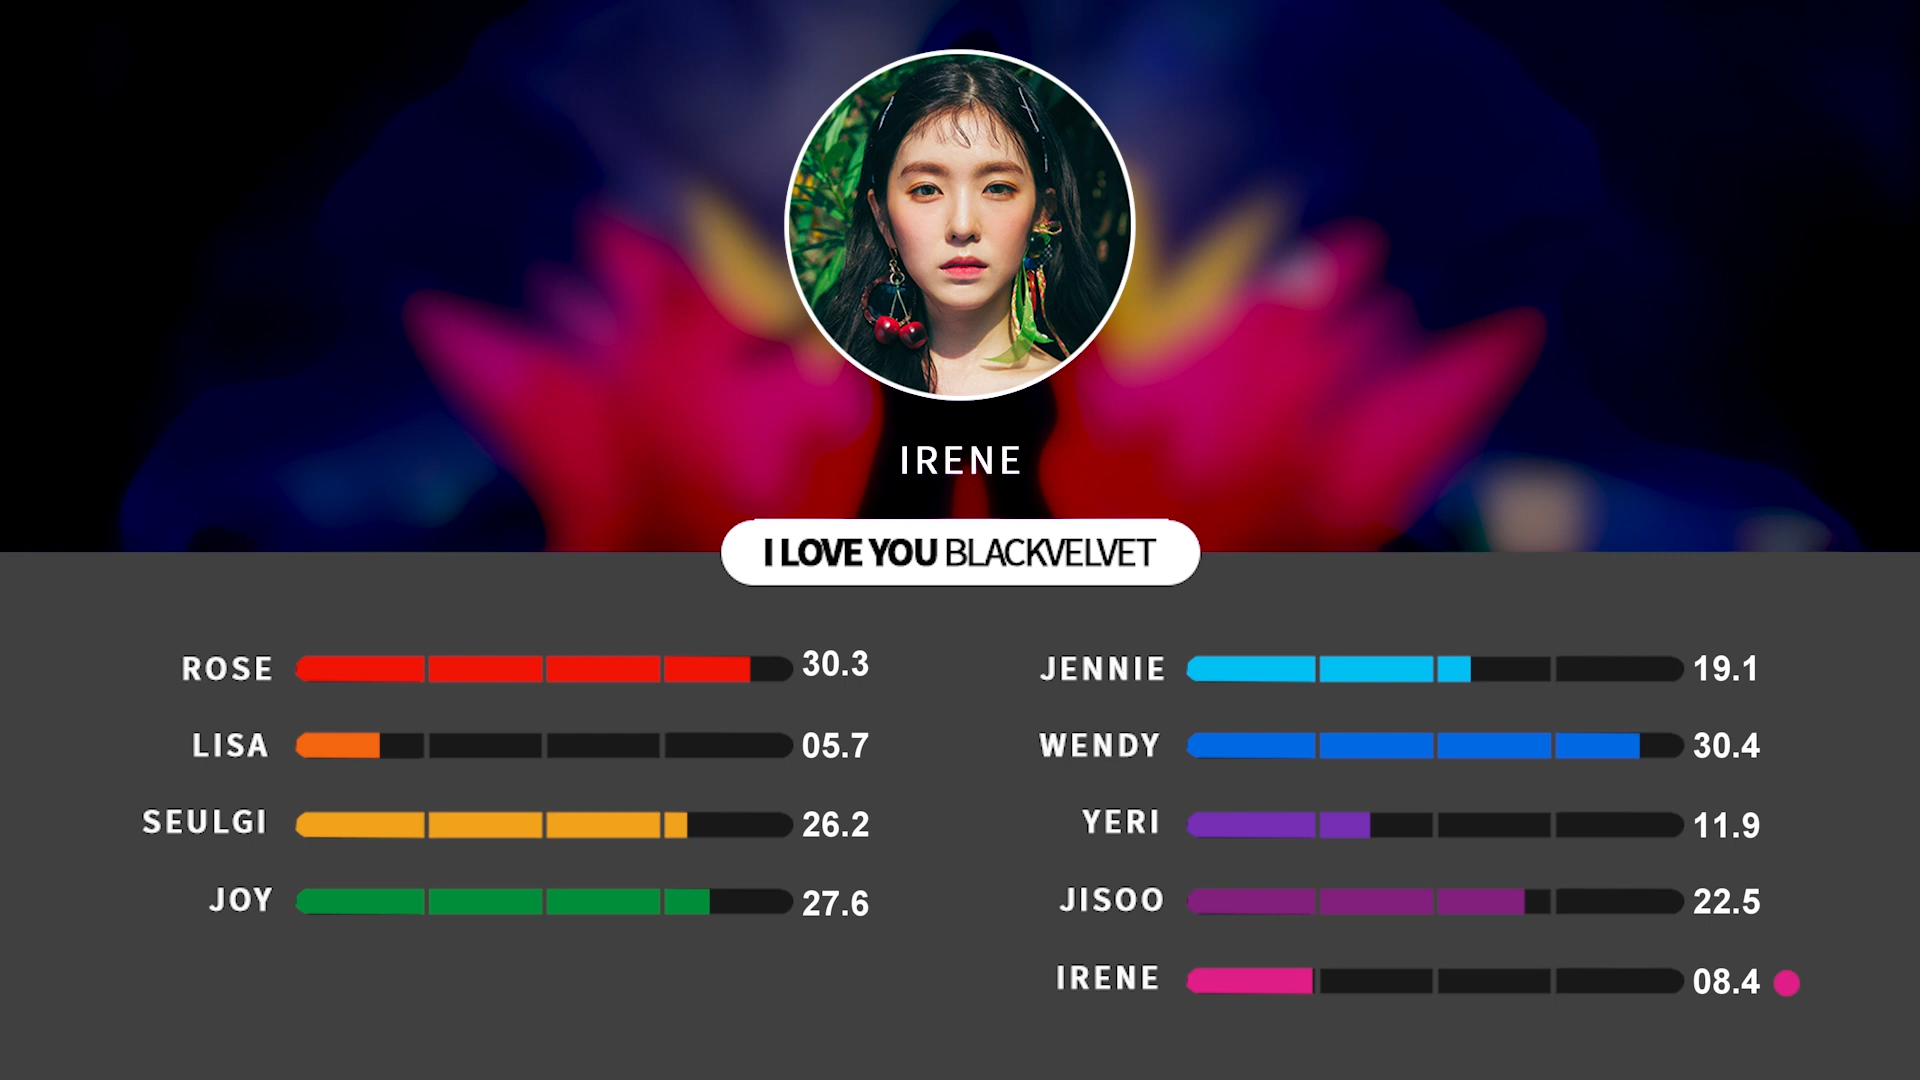 IRENE
I LOVE YOU BLACKVELVET
ROSE 30.3
LISA 05.7
SEULGI 26.2
JOY 27.6
JENNIE 19.1
WENDY 30.4
YERI 11.9
JISOO 22.5
IRENE 08.4